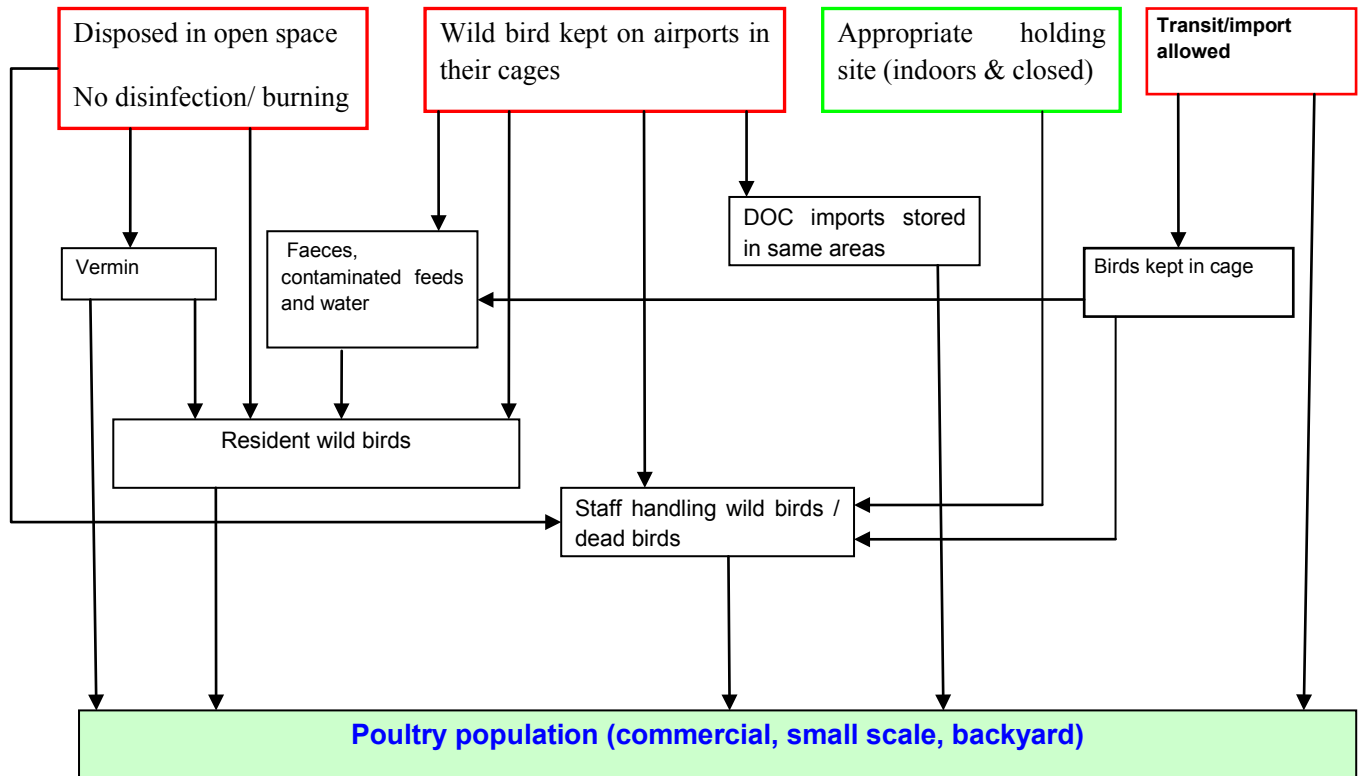 Disposed in open space
No disinfection/ burning
Wild bird kept on airports in
their cages
Appropriate holding
site (indoors & closed)
Transit/import
allowed
Vermin
Faeces,
contaminated feeds
and water
DOC imports stored
in same areas
Birds kept in cage
Resident wild birds
Staff handling wild birds /
dead birds
Poultry population (commercial, small scale, backyard)